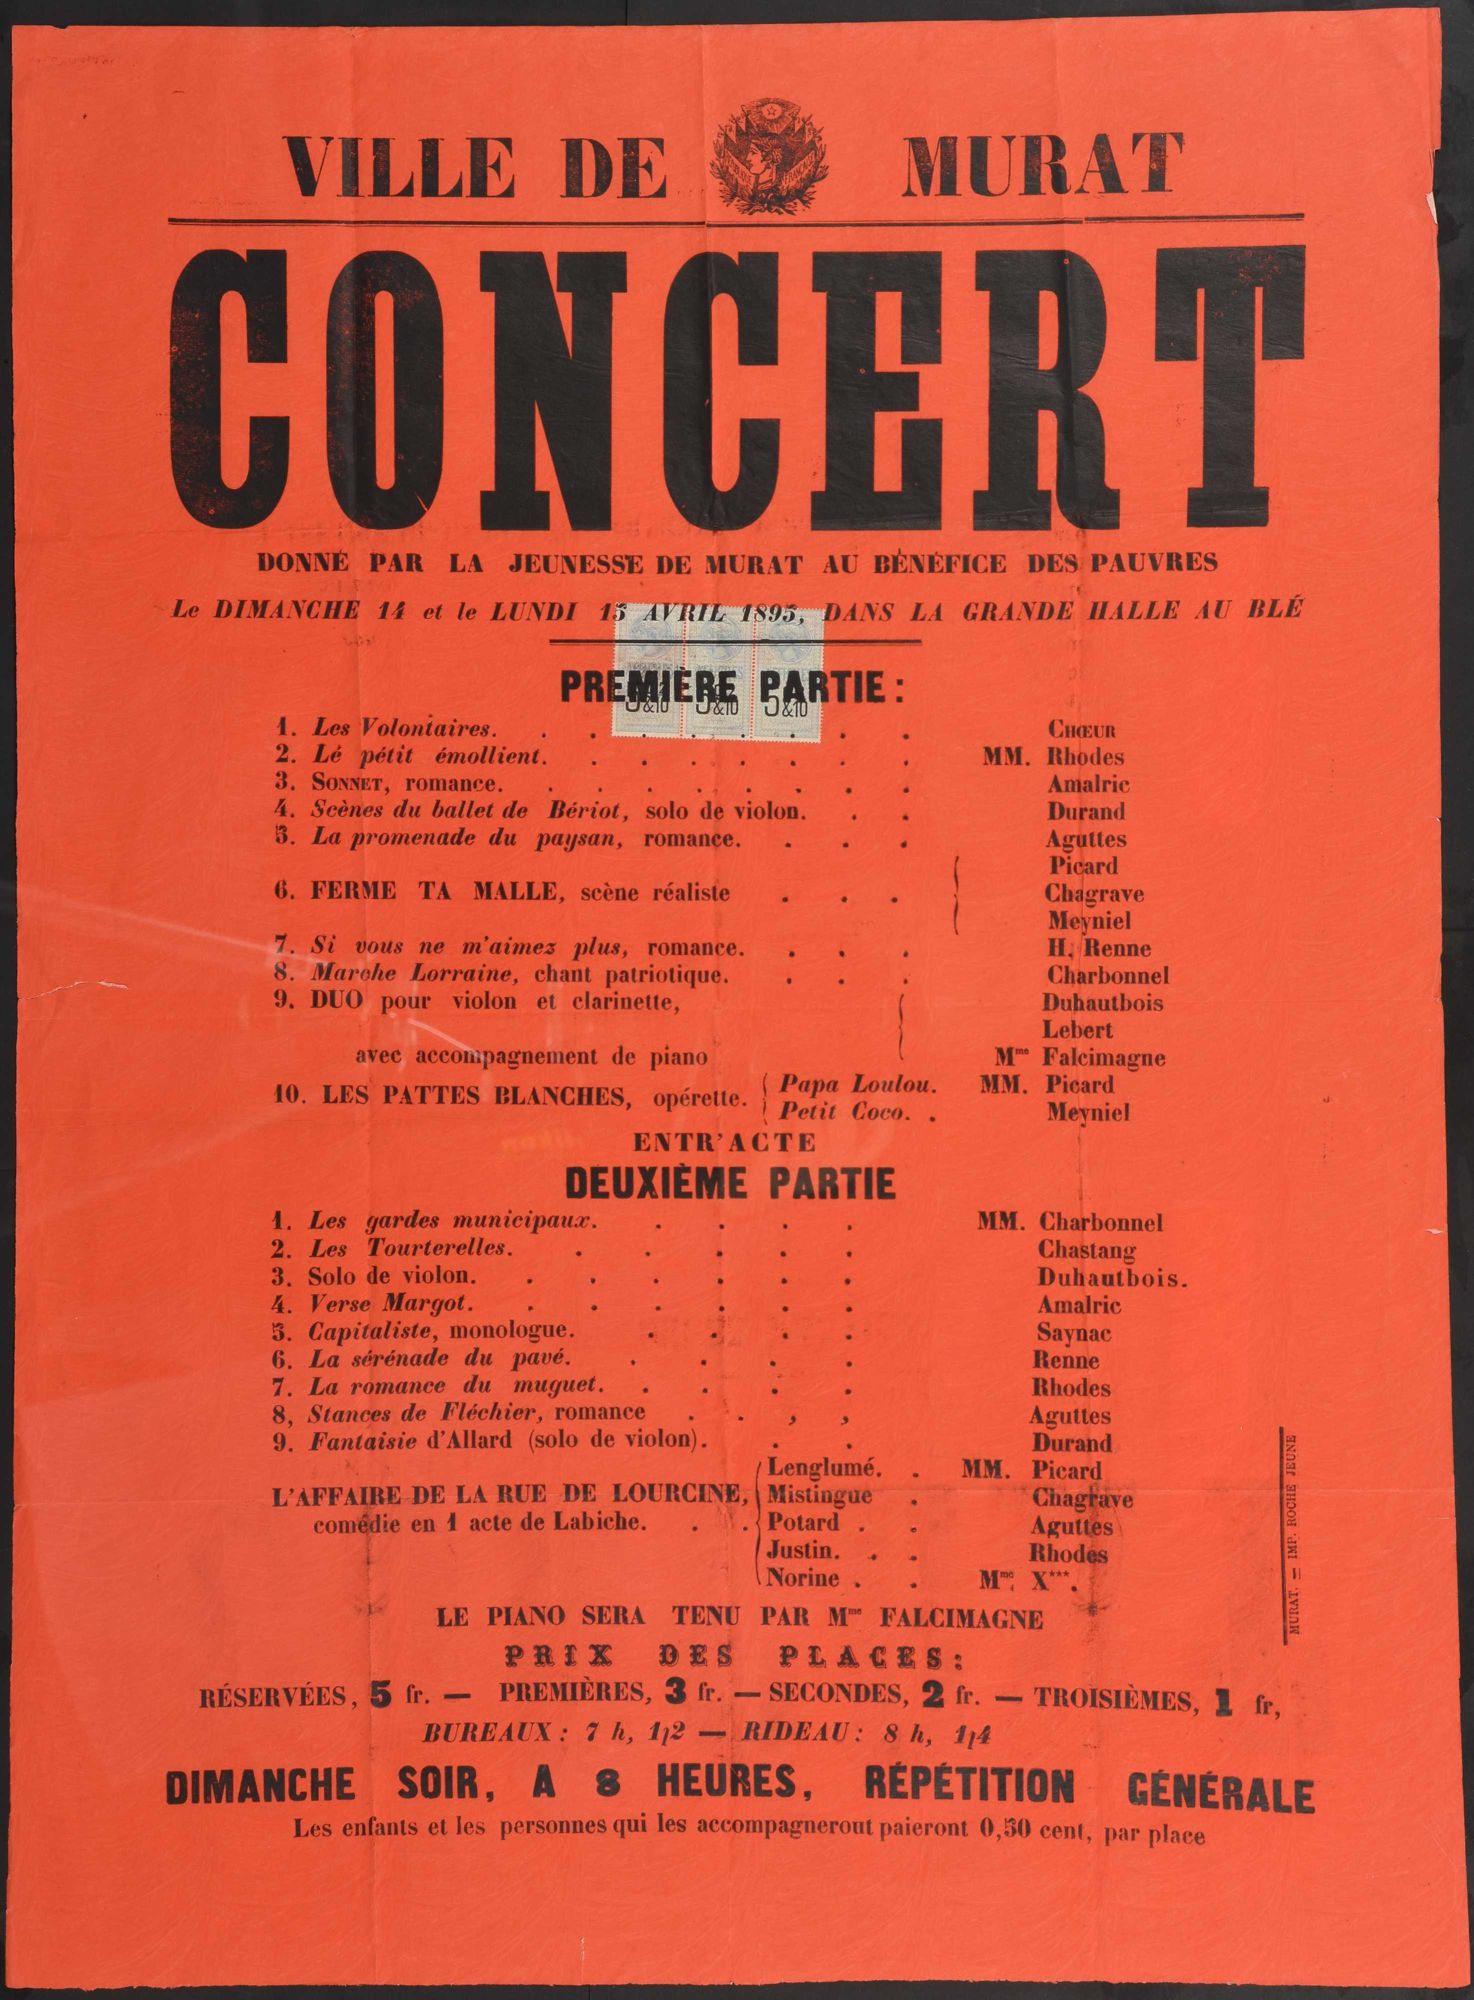 VILLE DE MURAT
RÉPUBLIQUE FRANÇAISE
CONCERT
DONNÉ PAR LA JEUNESSE DE MURAT AU BÉNÉFICE DES PAUVRES
Le DIMANCHE 14 et le LUNDI 15 AVRIL 1895, DANS LA GRANDE HALLE AU BLÉ
PREMIÈRE PARTIE :
5 &10 5 &10 5 &10
1. Les Volontaires. . . . . . . . . CHŒUR
2. Lé pétit émollient. . . . . . . . MM. Rhodes
3. SONNET, romance. . . . . . . . . Amalric
4. Scènes du ballet de Bériot, solo de violon. . . Durand
5. La promenade du paysan, romance. . . . Aguttes
Picard
6. FERME TA MALLE, scène réaliste . . . Chagrave
Meyniel
7. Si vous ne m'aimez plus, romance. . . . H. Renne
8. Marche Lorraine, chant patriotique. . . . Charbonnel
9. DUO pour violon et clarinette, Duhautbois
Lebert
avec accompagnement de piano Mme Falcimagne
10. LES PATTES BLANCHES, opérette. { Papa Loulou. MM. Picard
Petit Coco. . Meyniel
ENTR'ACTE
DEUXIÈME PARTIE
1. Les gardes municipaux. . . . . MM. Charbonnel
2. Les Tourterelles. . . . . . Chastang
3. Solo de violon. . . . . . . Duhautbois.
4. Verse Margot. . . . . . . Amalric
5. Capitaliste, monologue. . . . . Saynac
6. La sérénade du pavé. . . . . Renne
7. La romance du muguet. . . . . Rhodes
8, Stances de Fléchier, romance . . , , Aguttes
9. Fantaisie d'Allard (solo de violon). . . Durand
Lenglumé. . MM. Picard
L'AFFAIRE DE LA RUE DE LOURCINE, Mistingue . Chagrave
comédie en 1 acte de Labiche. . . Potard . . Aguttes
Justin. . . Rhodes
Norine . . Mme. X***.
LE PIANO SERA TENU PAR Mme FALCIMAGNE
PRIX DES PLACES :
RÉSERVÉES, 5 fr. — PREMIÈRES, 3 fr. — SECONDES, 2 fr. — TROISIÈMES, 1 fr,
BUREAUX : 7 h, 1/2 — RIDEAU : 8 h, 1/4
DIMANCHE SOIR, A 8 HEURES, RÉPÉTITION GÉNÉRALE
Les enfants et les personnes qui les accompagneront paieront 0,50 cent, par place
MURAT. — IMP. ROCHE JEUNE